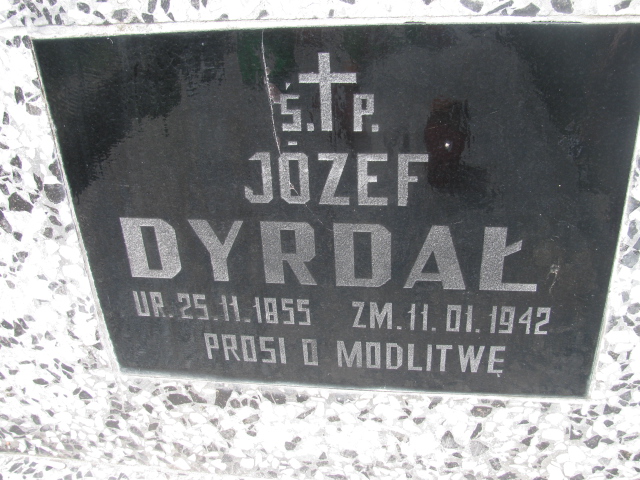 Ś. P.
JÓZEF
DYRDAŁ
UR. 25.11.1855 ZM. 11.01.1942
PROSI O MODLITWĘ